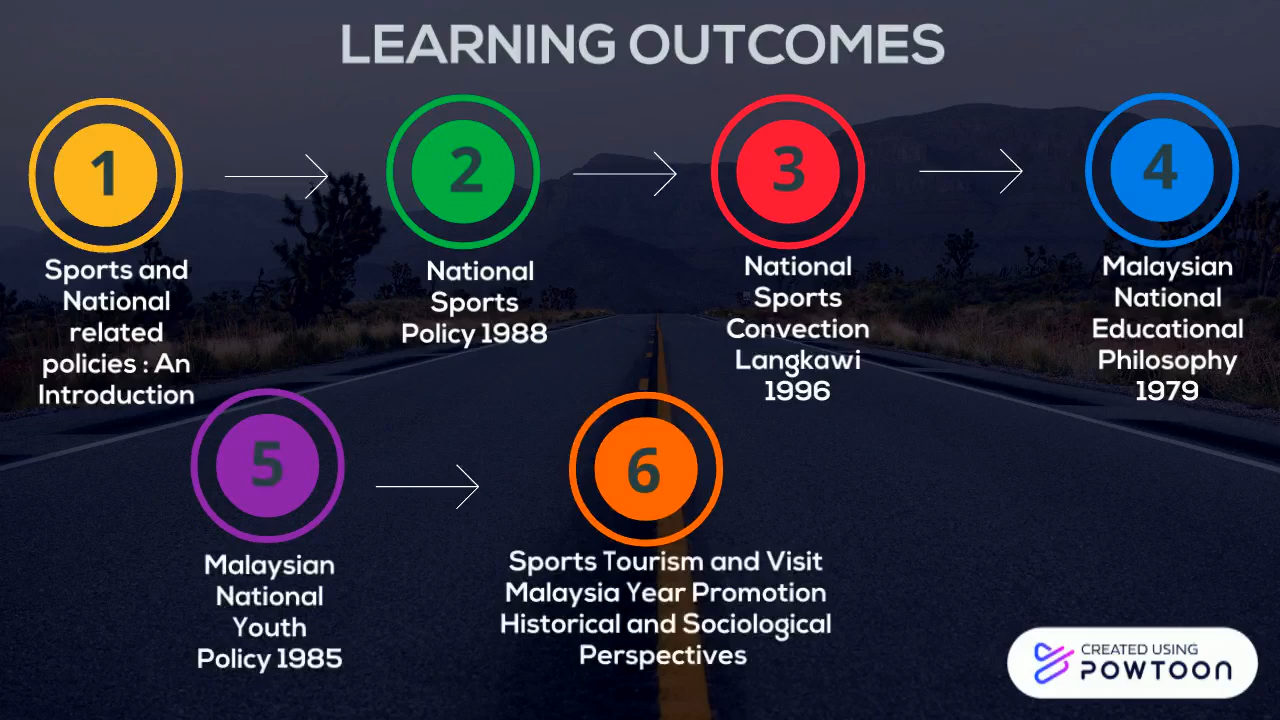 LEARNING OUTCOMES
1
Sports and
National
related
policies : An
Introduction
2
National
Sports
Policy 1988
3
National
Sports
Convection
Langkawi
1996
4
Malaysian
National
Educational
Philosophy
1979
5
Malaysian
National
Youth
Policy 1985
6
Sports Tourism and Visit
Malaysia Year Promotion
Historical and Sociological
Perspectives
CREATED USING
POWTOON